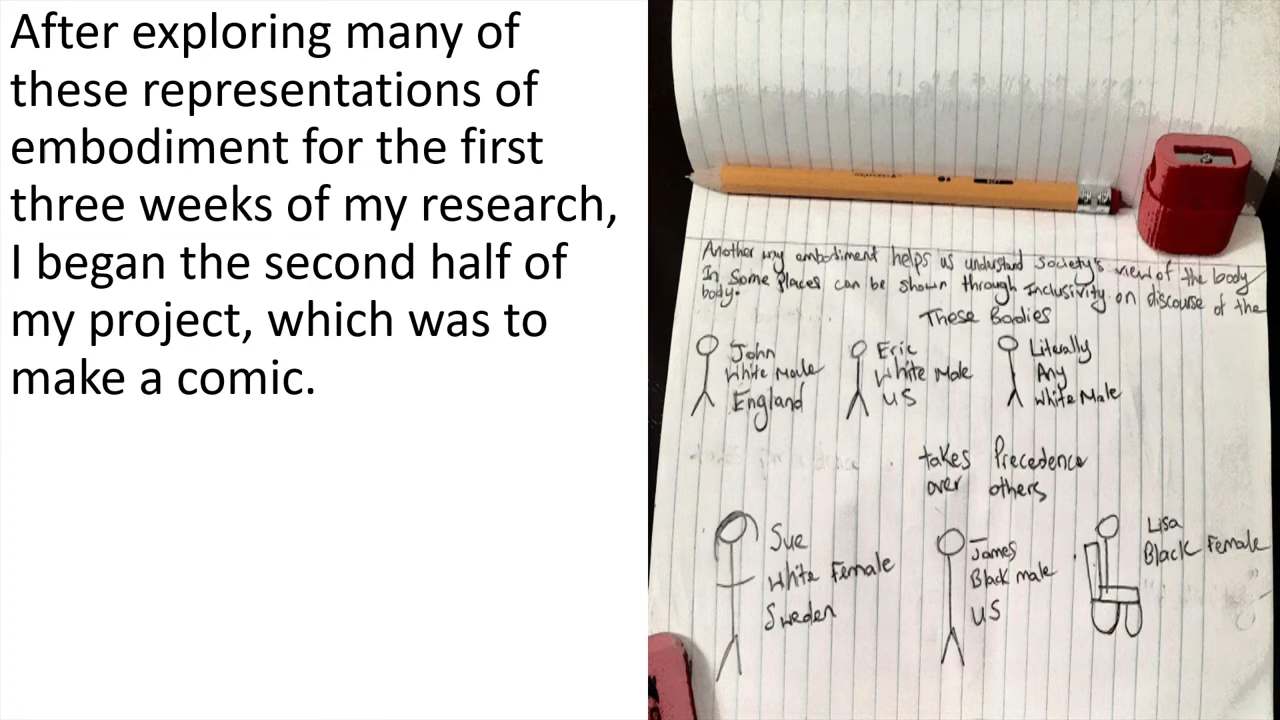 After exploring many of
these representations of
embodiment for the first
three weeks of my research,
I began the second half of
my project, which was to
make a comic.
Another way embodiment helps us understand society's view of the body
In some places can be shown through inclusivity on discourse of the
body.
These Bodies
John
White Male
England
Eric
White Male
US
Literally
Any
White Male
takes Precedence
over others
Sue
White Female
Sweden
James
Black male
US
Lisa
Black Female